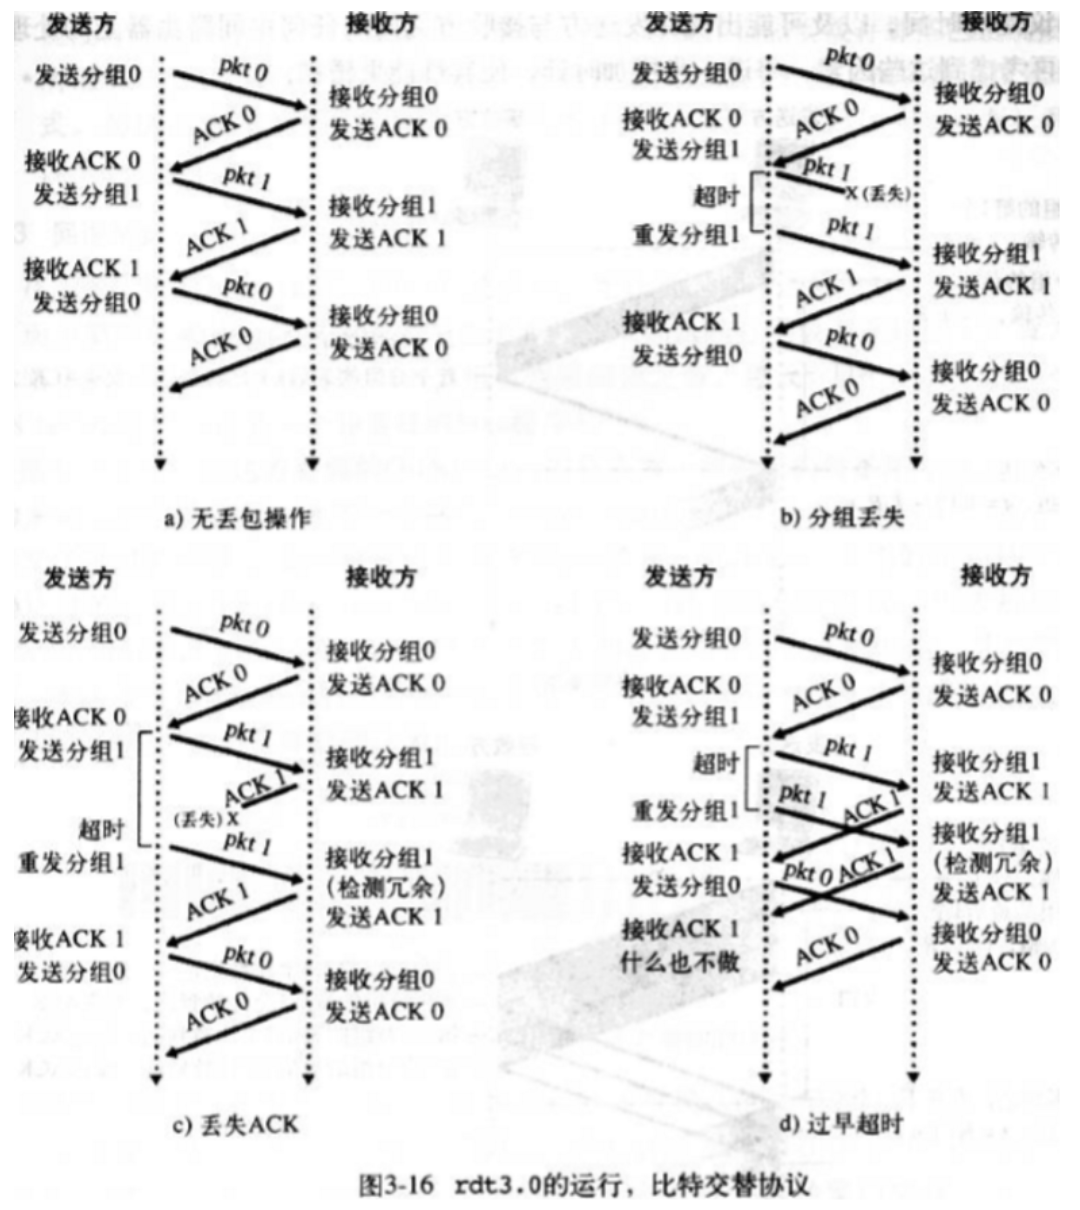 发送方 接收方
发送分组0
pkt 0
接收分组0
发送ACK 0
ACK 0
接收ACK 0
发送分组1
pkt 1
接收分组1
发送ACK 1
ACK 1
接收ACK 1
发送分组0
pkt 0
接收分组0
发送ACK 0
ACK 0
a) 无丢包操作
发送方 接收方
发送分组0
pkt 0
接收分组0
发送ACK 0
ACK 0
接收ACK 0
发送分组1
pkt 1
X (丢失)
超时
重发分组1
pkt 1
接收分组1
发送ACK 1
ACK 1
接收ACK 1
发送分组0
pkt 0
接收分组0
发送ACK 0
ACK 0
b) 分组丢失
发送方 接收方
发送分组0
pkt 0
接收分组0
发送ACK 0
ACK 0
接收ACK 0
发送分组1
pkt 1
接收分组1
发送ACK 1
ACK 1
(丢失) X
超时
重发分组1
pkt 1
接收分组1
(检测冗余)
发送ACK 1
ACK 1
接收ACK 1
发送分组0
pkt 0
接收分组0
发送ACK 0
ACK 0
c) 丢失ACK
发送方 接收方
发送分组0
pkt 0
接收分组0
发送ACK 0
ACK 0
接收ACK 0
发送分组1
pkt 1
接收分组1
发送ACK 1
超时
重发分组1
pkt 1
ACK 1
接收分组1
(检测冗余)
发送ACK 1
接收ACK 1
发送分组0
pkt 0
ACK 1
接收分组0
发送ACK 0
接收ACK 1
什么也不做
ACK 0
d) 过早超时
图3-16 rdt3.0的运行，比特交替协议